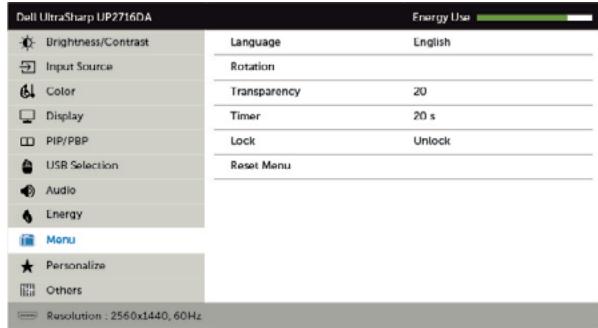 Dell UltraSharp UP2716DA Energy Use
Brightness/Contrast Language English
Input Source Rotation
Color Transparency 20
Display Timer 20 s
PIP/PBP Lock Unlock
USB Selection Reset Menu
Audio
Energy
Menu
Personalize
Others
Resolution : 2560x1440, 60Hz